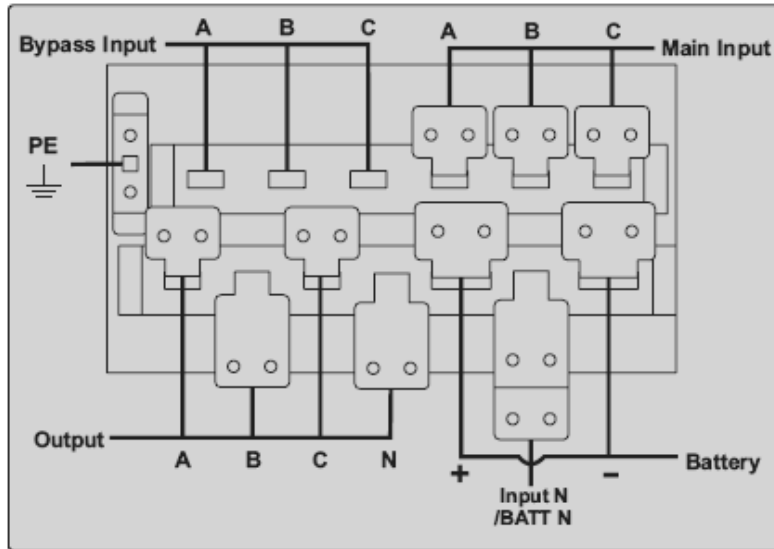 A B C
Bypass Input
A B C
Main Input
PE
Output
A B C N
+ −
Battery
Input N
/BATT N